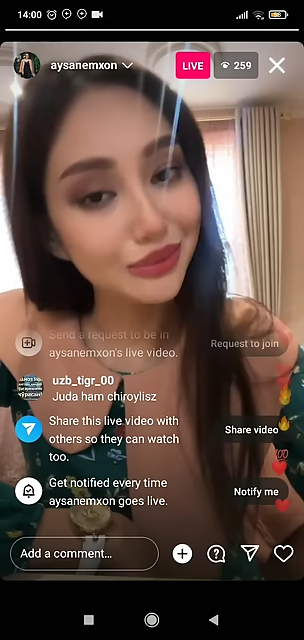 14:00
aysanemxon
LIVE
259
Send a request to be in
aysanemxon's live video.
Request to join
uzb_tigr_00
Juda ham chiroylisz
Share this live video with
others so they can watch
too.
Share video
Get notified every time
aysanemxon goes live.
Notify me
Add a comment...